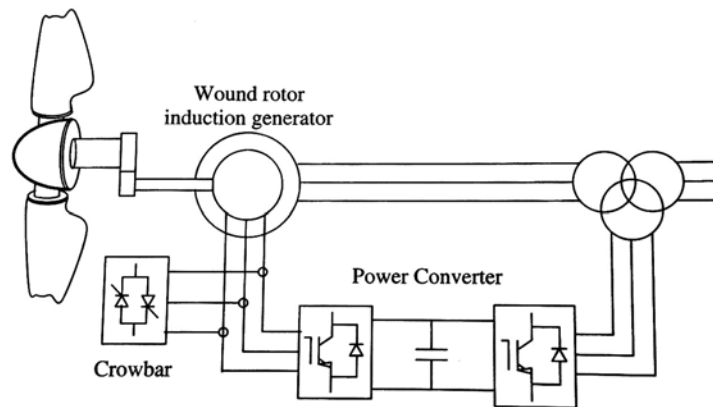 Wound rotor
induction generator
Power Converter
Crowbar